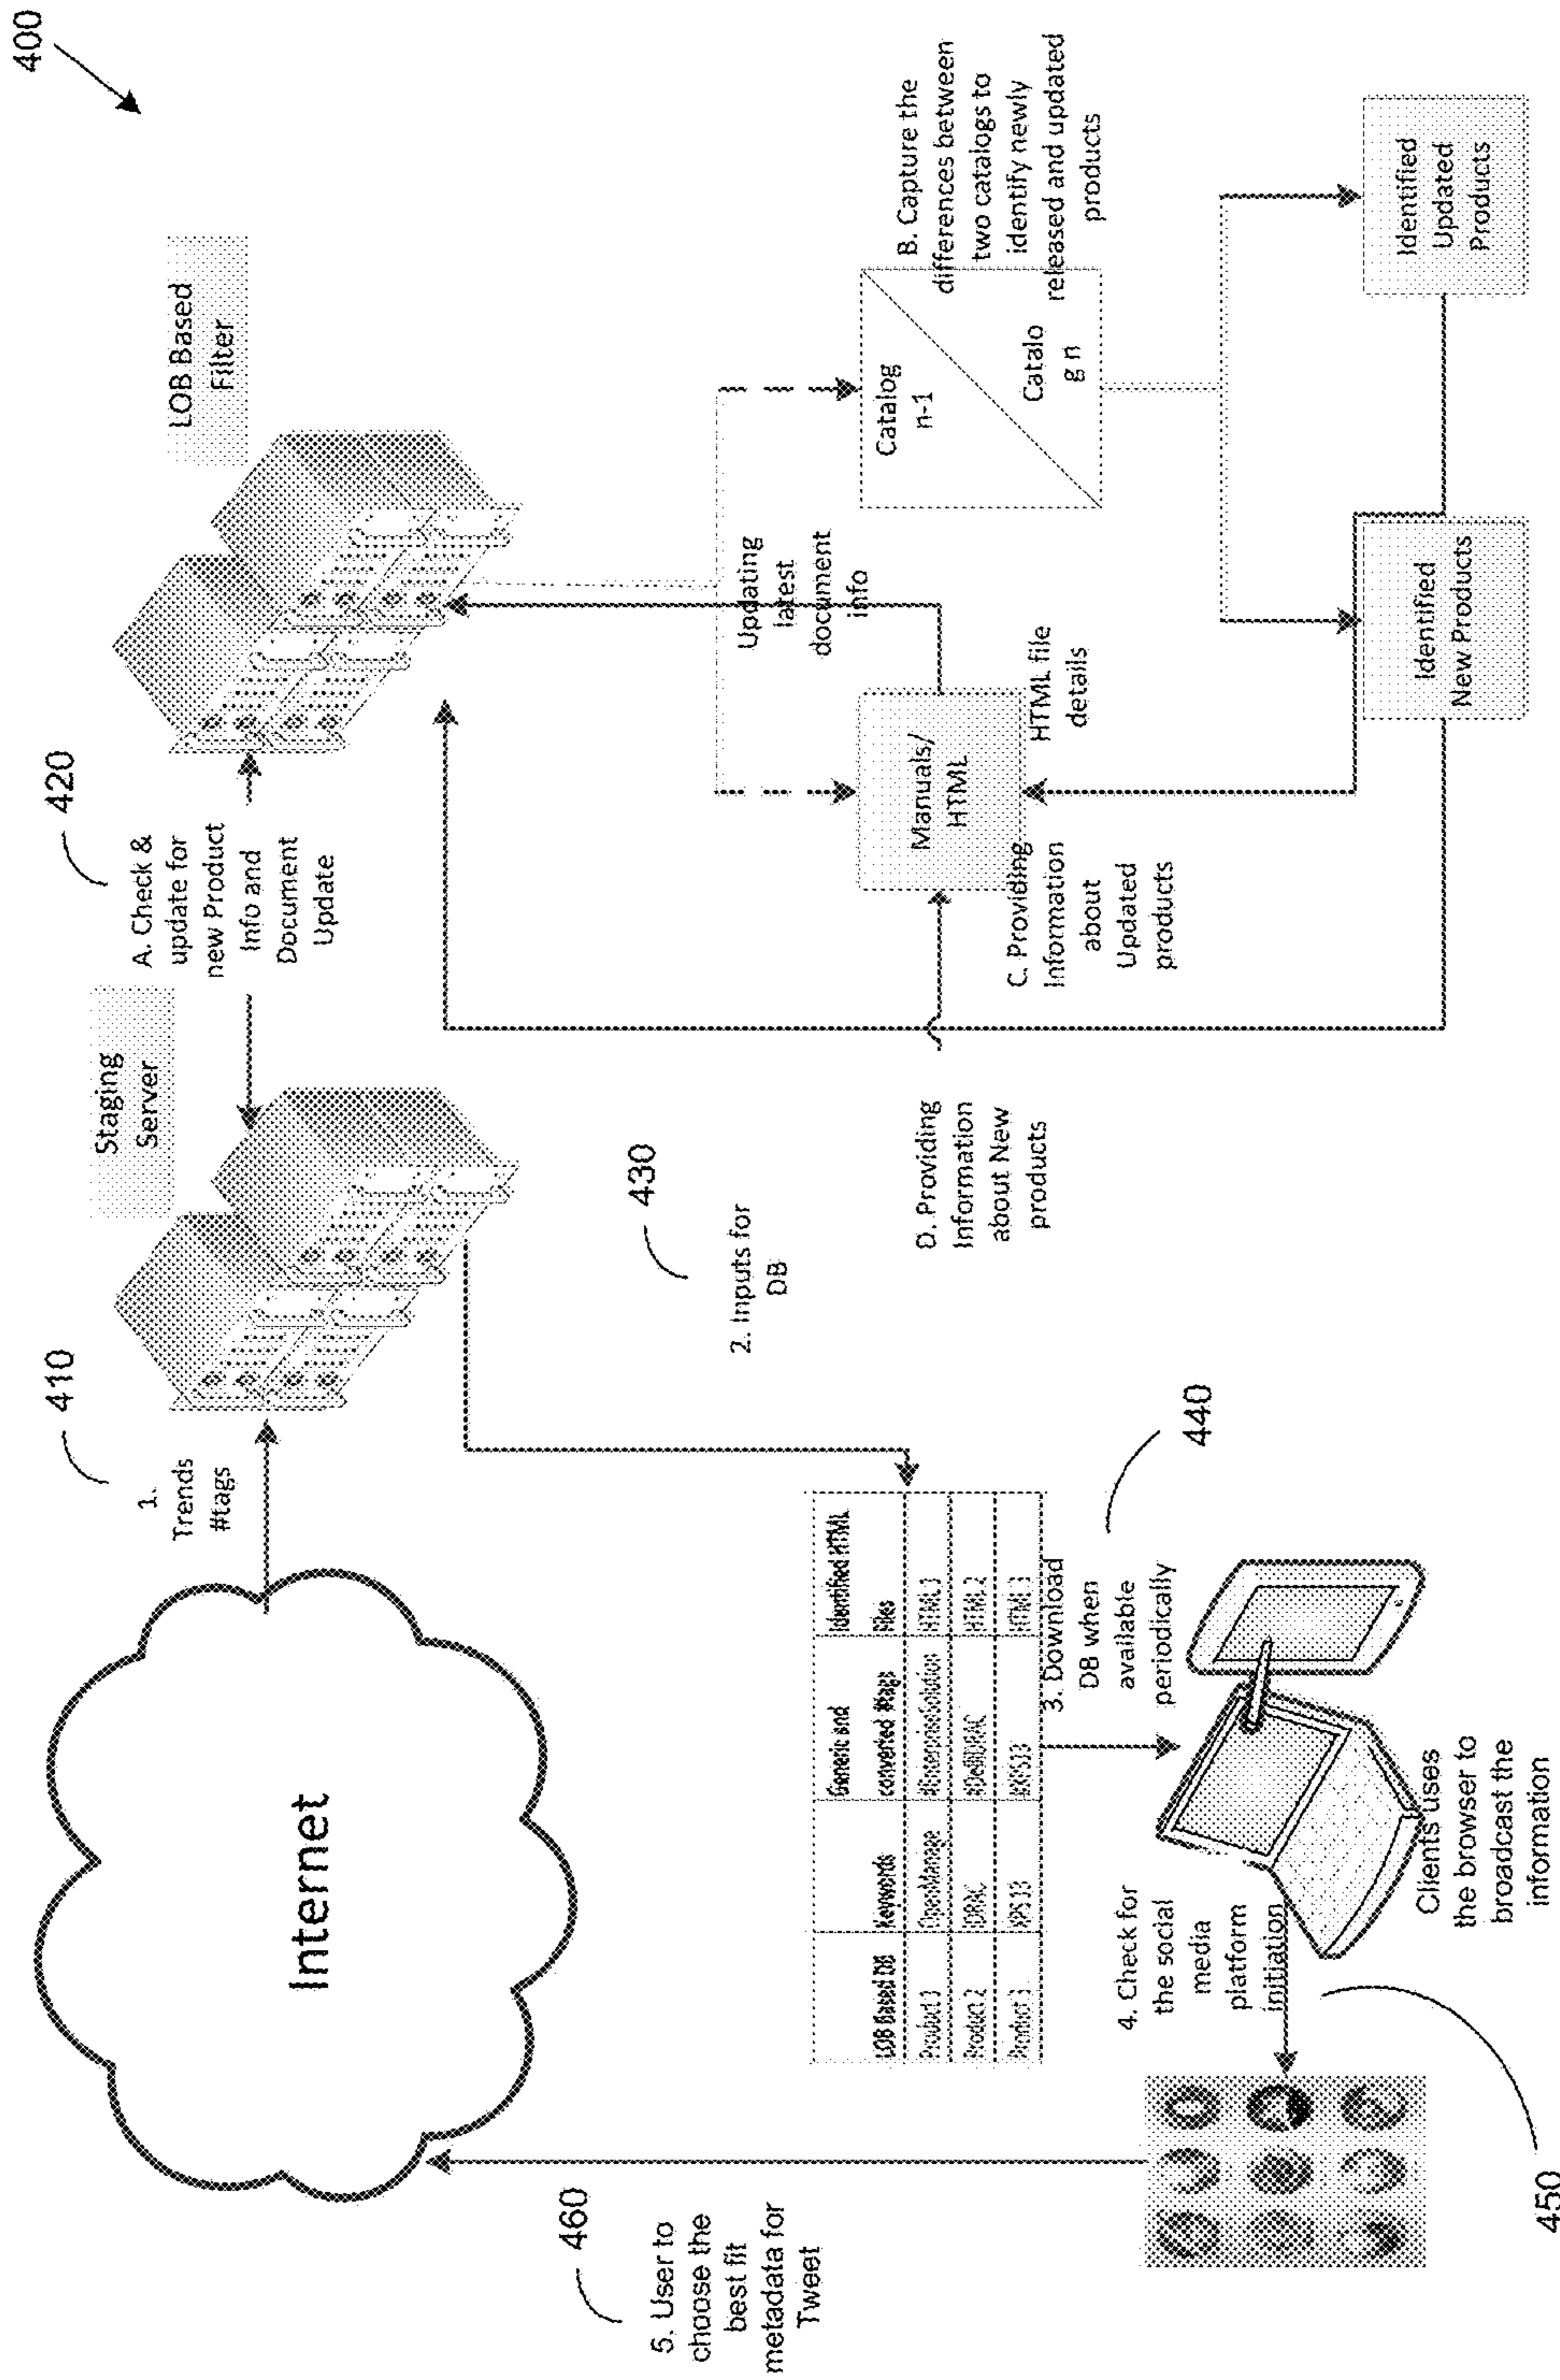 400
LOB Based
Filter
420
A. Check &
update for
new Product
Info and
Document
Update
Staging
Server
410
1.
Trends
#tags
Internet
B. Capture the
differences between
two catalogs to
identify newly
released and updated
products
Catalog
n-1
Catalo
g n
Updating
latest
document
info
Manuals/
HTML
HTML file
details
C. Providing
Information
about
Updated
products
D. Providing
Information
about New
products
Identified
Updated
Products
Identified
New Products
430
2. Inputs for
DB
LOB Based DB
Keywords
Generic and
converted #tags
Identified HTML
files
Product 1
OpenManage
#EnterpriseSolution
HTML 1
Product 2
iDRAC
#DelliDRAC
HTML 2
Product 3
XPS 13
#XPS13
HTML 3
440
3. Download
DB when
available
periodically
4. Check for
the social
media
platform
initiation
Clients uses
the browser to
broadcast the
information
450
460
5. User to
choose the
best fit
metadata for
Tweet